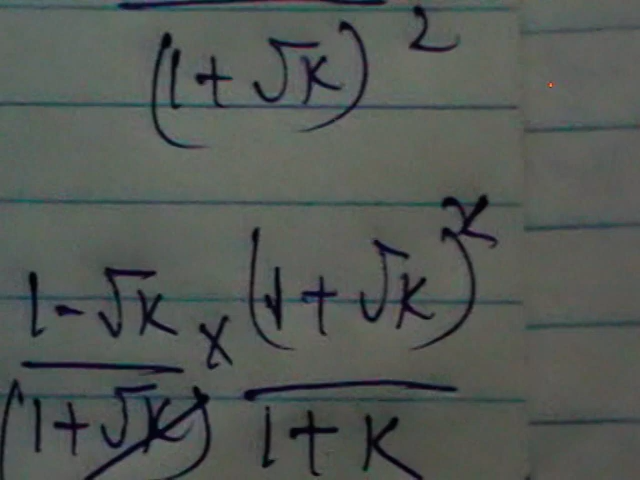 (1 + √k)²
1 - √k × (1 + √k)²
(1 + √k) 1 + k